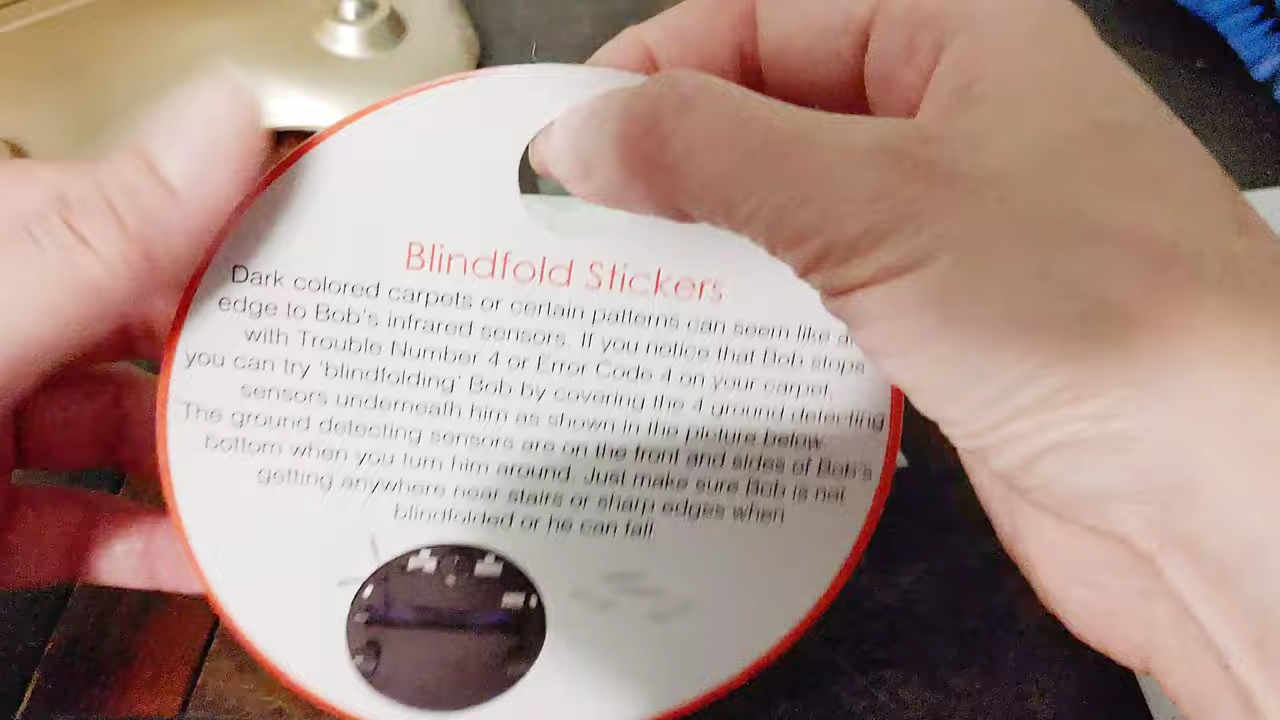 Blindfold Stickers
Dark colored carpets or certain patterns can seem like
edge to Bob's infrared sensors. If you notice that Bob stops
with Trouble Number 4 or Error Code 4 on your carpet,
you can try 'blindfolding' Bob by covering the 4 ground detecting
sensors underneath him as shown in the picture below.
The ground detecting sensors are on the front and sides of Bob's
bottom when you turn him around. Just make sure Bob is not
getting anywhere near stairs or sharp edges when
blindfolded or he can fall